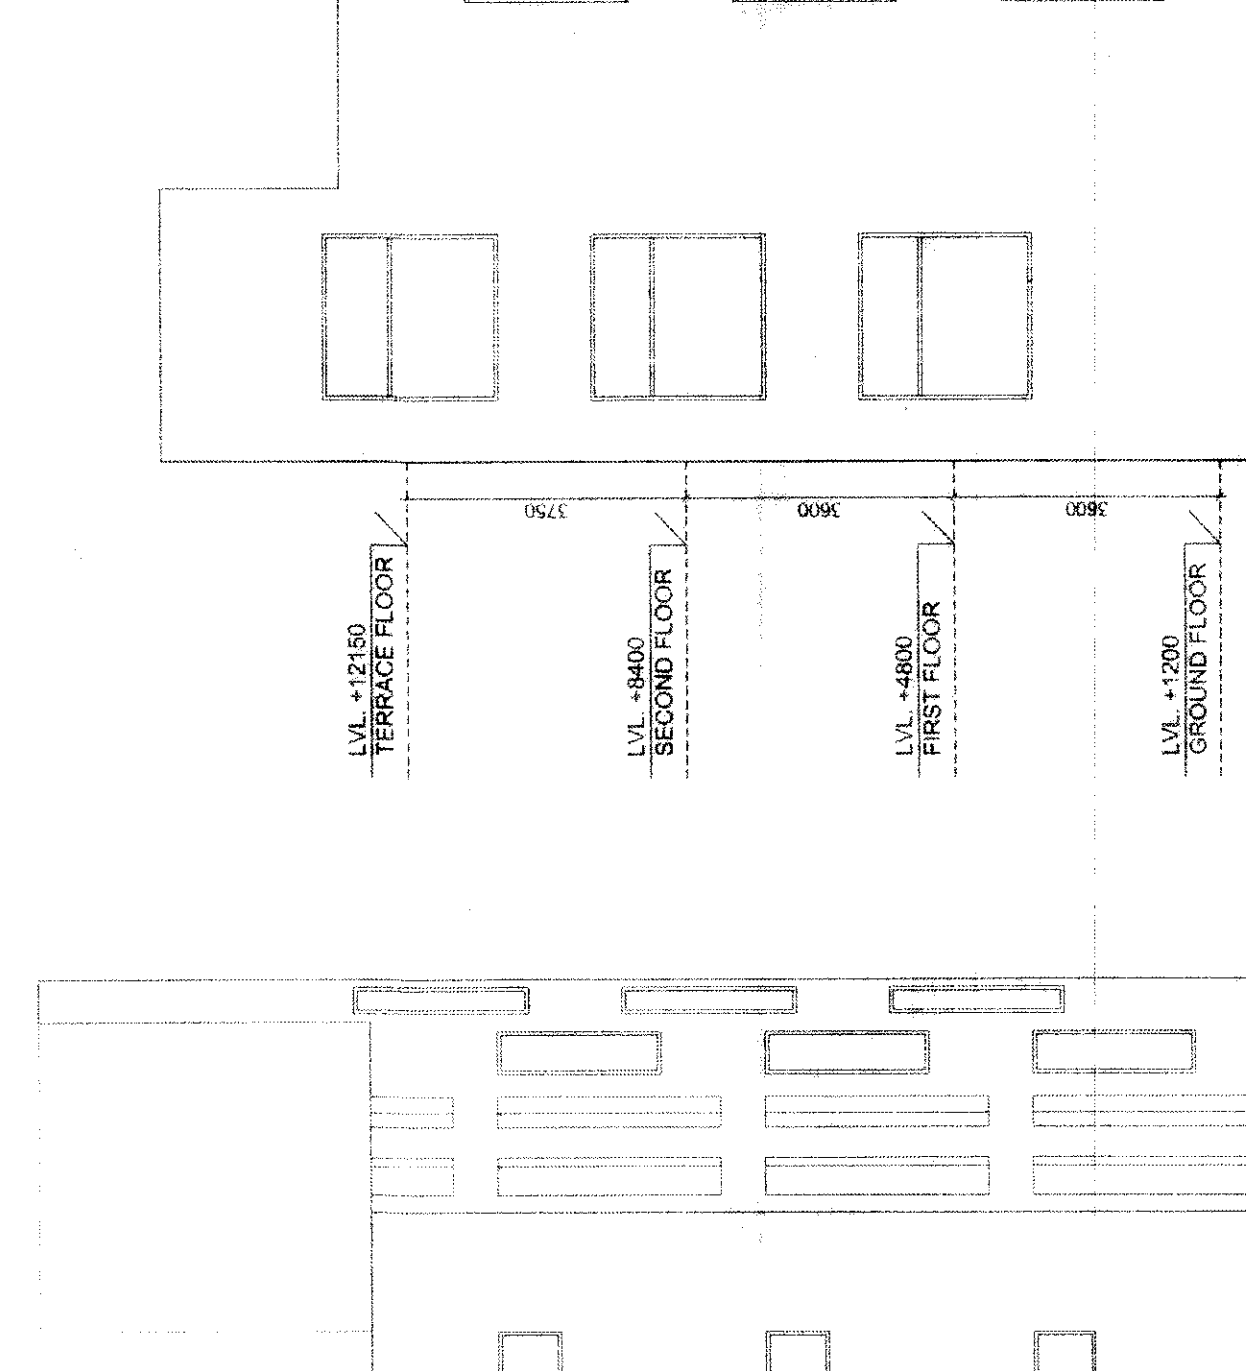 3750
3600
3600
LVL. +12150
TERRACE FLOOR
LVL. +8400
SECOND FLOOR
LVL. +4800
FIRST FLOOR
LVL. +1200
GROUND FLOOR